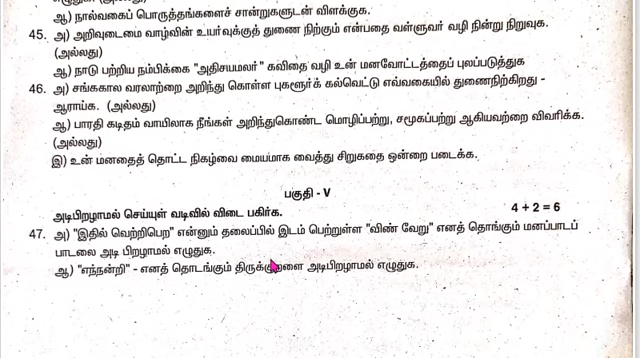 ஆ) நால்வகைப் பொருத்தங்களைச் சான்றுகளுடன் விளக்குக.
45. அ) அறிவுடைமை வாழ்வின் உயர்வுக்குத் துணை நிற்கும் என்பதை வள்ளுவர் வழி நின்று நிறுவுக.
(அல்லது)
ஆ) நாடு பற்றிய நம்பிக்கை "அதிசயமலர்" கவிதை வழி உன் மனவோட்டத்தைப் புலப்படுத்துக
46. அ) சங்ககால வரலாற்றை அறிந்து கொள்ள புகளூர்க் கல்வெட்டு எவ்வகையில் துணைநிற்கிறது -
ஆராய்க. (அல்லது)
ஆ) பாரதி கடிதம் வாயிலாக நீங்கள் அறிந்துகொண்ட மொழிப்பற்று, சமூகப்பற்று ஆகியவற்றை விவரிக்க.
(அல்லது)
இ) உன் மனதைத் தொட்ட நிகழ்வை மையமாக வைத்து சிறுகதை ஒன்றை படைக்க.
பகுதி - V
அடிபிறழாமல் செய்யுள் வடிவில் விடை பகிர்க. 4 + 2 = 6
47. அ) "இதில் வெற்றிபெற" என்னும் தலைப்பில் இடம் பெற்றுள்ள "விண் வேறு" எனத் தொங்கும் மனப்பாடப்
பாடலை அடி பிறழாமல் எழுதுக.
ஆ) "எந்நன்றி" - எனத் தொடங்கும் திருக்குறளை அடிபிறழாமல் எழுதுக.